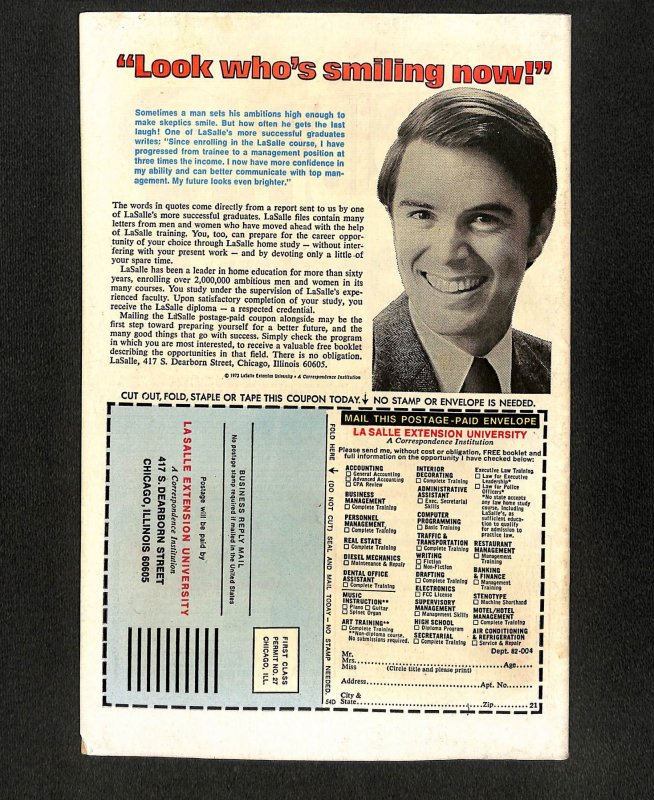 “Look who’s smiling now!”
Sometimes a man sets his ambitions high enough to
make skeptics smile. But how often he gets the last
laugh! One of LaSalle's more successful graduates
writes: "Since enrolling in the LaSalle course, I have
progressed from trainee to a management position at
three times the income. I now have more confidence in
my ability and can better communicate with top man-
agement. My future looks even brighter."
The words in quotes come directly from a report sent to us by one
of LaSalle's more successful graduates. LaSalle files contain many
letters from men and women who have moved ahead with the help
of LaSalle training. You, too, can prepare for the career oppor-
tunity of your choice through LaSalle home study — without inter-
fering with your present work — and by devoting only a little of
your spare time.
LaSalle has been a leader in home education for more than sixty
years, enrolling over 2,000,000 ambitious men and women in its
many courses. You study under the supervision of LaSalle's expe-
rienced faculty. Upon satisfactory completion of your study, you
receive the LaSalle diploma — a respected credential.
Mailing the LaSalle postage-paid coupon alongside may be the
first step toward preparing yourself for a better future, and the
many good things that go with success. Simply check the program
in which you are most interested, to receive a valuable free booklet
describing the opportunities in that field. There is no obligation.
LaSalle, 417 S. Dearborn Street, Chicago, Illinois 60605.
© 1972 LaSalle Extension University • A Correspondence Institution
CUT OUT, FOLD, STAPLE OR TAPE THIS COUPON TODAY. NO STAMP OR ENVELOPE IS NEEDED.
BUSINESS REPLY MAIL
No postage stamp required if mailed in the United States
Postage will be paid by
LA SALLE EXTENSION UNIVERSITY
A Correspondence Institution
417 S. DEARBORN STREET
CHICAGO, ILLINOIS 60605
FIRST CLASS
PERMIT NO. 27
CHICAGO, ILL.
FOLD HERE (DO NOT CUT) SEAL AND MAIL TODAY – NO STAMP NEEDED.
54D
MAIL THIS POSTAGE-PAID ENVELOPE
LA SALLE EXTENSION UNIVERSITY
A Correspondence Institution
Please send me, without cost or obligation, FREE booklet and
full information on the opportunity I have checked below:
ACCOUNTING
General Accounting
Advanced Accounting
CPA Review
BUSINESS
MANAGEMENT
Complete Training
PERSONNEL
MANAGEMENT
Complete Training
REAL ESTATE
Complete Training
DIESEL MECHANICS
Maintenance & Repair
DENTAL OFFICE
ASSISTANT
Complete Training
MUSIC
INSTRUCTION**
Piano Guitar
Spinet Organ
ART TRAINING**
Complete Training
**Non-diploma course.
No submissions required.
INTERIOR
DECORATING
Complete Training
ADMINISTRATIVE
ASSISTANT
Exec. Secretarial
Skills
COMPUTER
PROGRAMMING
Basic Training
TRAFFIC &
TRANSPORTATION
Complete Training
WRITING
Fiction
Non-Fiction
DRAFTING
Complete Training
ELECTRONICS
FCC License
SUPERVISORY
MANAGEMENT
Management Skills
HIGH SCHOOL
Diploma Program
SECRETARIAL
Complete Training
Executive Law Training
Law for Executive
Leadership*
Law for Police
Officers*
*No state accepts
any law home study
course, including
LaSalle's, as
sufficient educa-
tion to qualify
for admission to
practice law.
RESTAURANT
MANAGEMENT
Management
Training
BANKING
& FINANCE
Management
Training
STENOTYPE
Machine Shorthand
MOTEL/HOTEL
MANAGEMENT
Complete Training
AIR CONDITIONING
& REFRIGERATION
Service & Repair
Dept. 82-004
Mr.
Mrs. Age
Miss (Circle title and please print)
Address Apt. No.
City &
State Zip 21